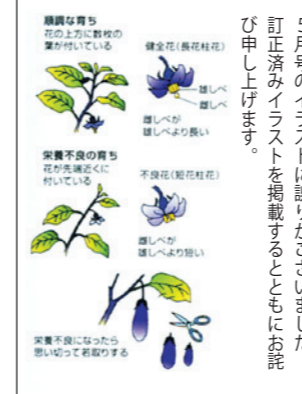 ５月号のイラストに誤りがございました
訂正済みイラストを掲載するとともにお詫
び申し上げます。
順調な育ち
花の上方に数枚の
葉が付いている
健全花（長花柱花）
雄しべ
雌しべ
雌しべが
雄しべより長い
栄養不良の育ち
花が先端近くに
付いている
不良花（短花柱花）
雌しべが
雄しべより短い
栄養不良になったら
思い切って若取りする